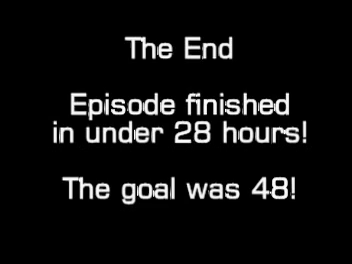 The End
Episode finished
in under 28 hours!
The goal was 48!